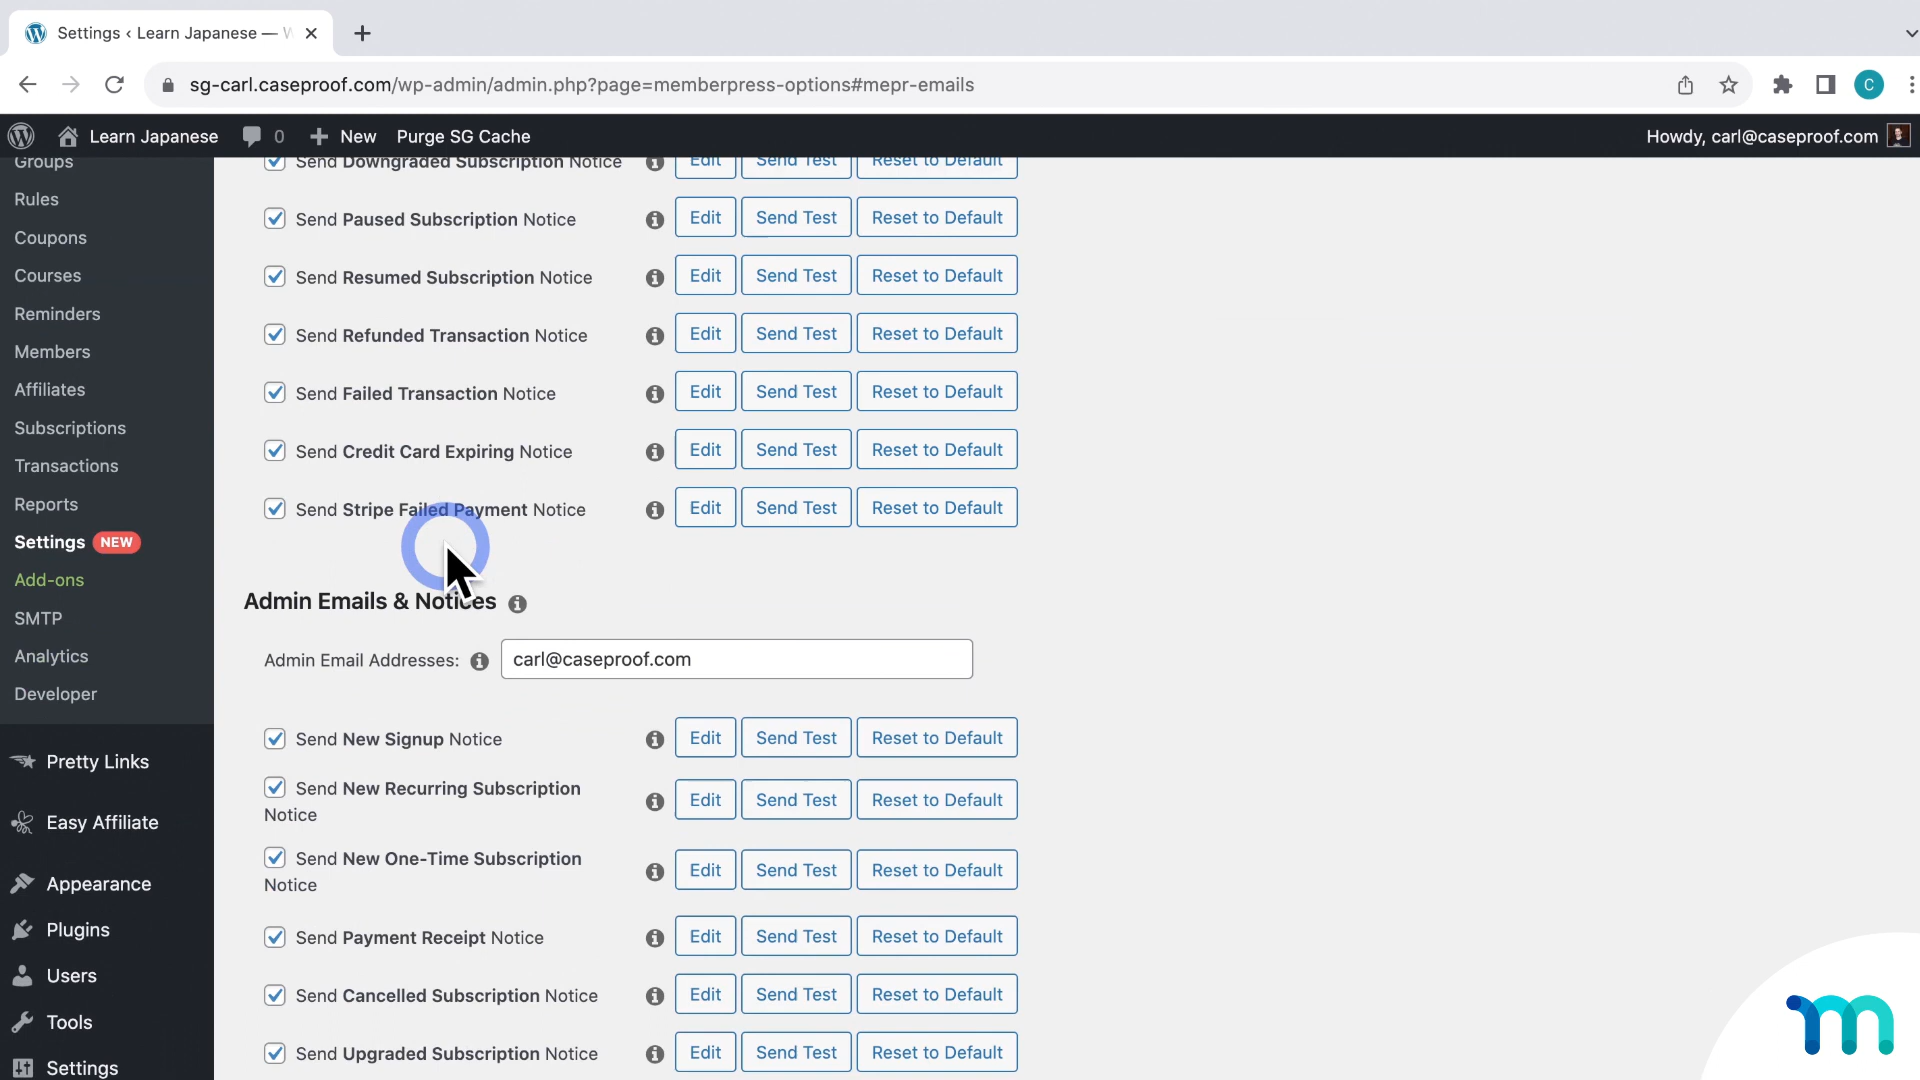 Settings ‹ Learn Japanese —
sg-carl.caseproof.com/wp-admin/admin.php?page=memberpress-options#mepr-emails
C
Learn Japanese
0
New
Purge SG Cache
Howdy, carl@caseproof.com
Groups
Rules
Coupons
Courses
Reminders
Members
Affiliates
Subscriptions
Transactions
Reports
Settings NEW
Add-ons
SMTP
Analytics
Developer
Pretty Links
Easy Affiliate
Appearance
Plugins
Users
Tools
Settings
Send Downgraded Subscription Notice Edit Send Test Reset to Default
Send Paused Subscription Notice Edit Send Test Reset to Default
Send Resumed Subscription Notice Edit Send Test Reset to Default
Send Refunded Transaction Notice Edit Send Test Reset to Default
Send Failed Transaction Notice Edit Send Test Reset to Default
Send Credit Card Expiring Notice Edit Send Test Reset to Default
Send Stripe Failed Payment Notice Edit Send Test Reset to Default
Admin Emails & Notices
Admin Email Addresses: carl@caseproof.com
Send New Signup Notice Edit Send Test Reset to Default
Send New Recurring Subscription
Notice Edit Send Test Reset to Default
Send New One-Time Subscription
Notice Edit Send Test Reset to Default
Send Payment Receipt Notice Edit Send Test Reset to Default
Send Cancelled Subscription Notice Edit Send Test Reset to Default
Send Upgraded Subscription Notice Edit Send Test Reset to Default
m